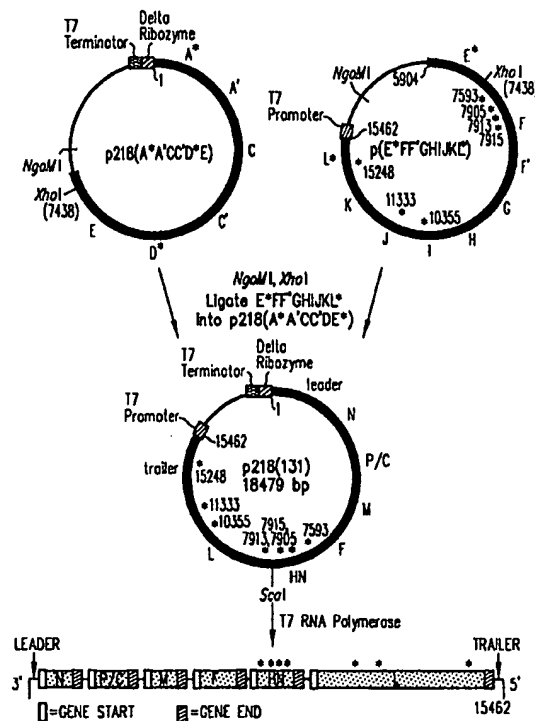 T7
Terminator
Delta
Ribozyme
1
A*
A'
C
C'
D*
E
NgoMI
XhoI
(7438)
p218(A*A'CC'D*E)
E*
XhoI
(7438)
5904
NgoMI
T7
Promoter
15462
7593
7905
7913
7915
F
F'
G
H
I
J
K
L*
15248
11333
10355
p(E*FF'GHIJKL*)
NgoMI, XhoI
Ligate E*FF'GHIJKL*
into p218(A*A'CC'DE*)
T7
Terminator
Delta
Ribozyme
1
leader
T7
Promoter
15462
N
P/C
M
F
HN
L
trailer
15248
11333
10355
7915,
7913,7905
7593
p218(131)
18479 bp
ScaI
T7 RNA Polymerase
LEADER
TRAILER
3'
N
P/C
M
F
HN
L
5'
15462
=GENE START
=GENE END